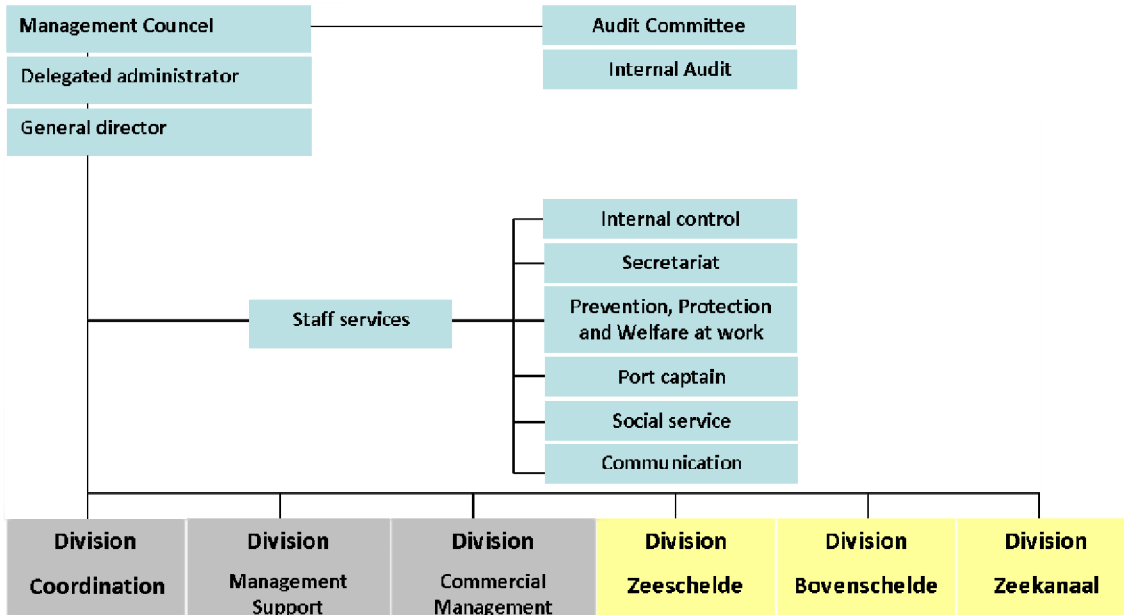 Management Councel
Audit Committee
Delegated administrator
Internal Audit
General director
Internal control
Secretariat
Staff services
Prevention, Protection
and Welfare at work
Port captain
Social service
Communication
Division
Coordination
Division
Management
Support
Division
Commercial
Management
Division
Zeeschelde
Division
Bovenschelde
Division
Zeekanaal